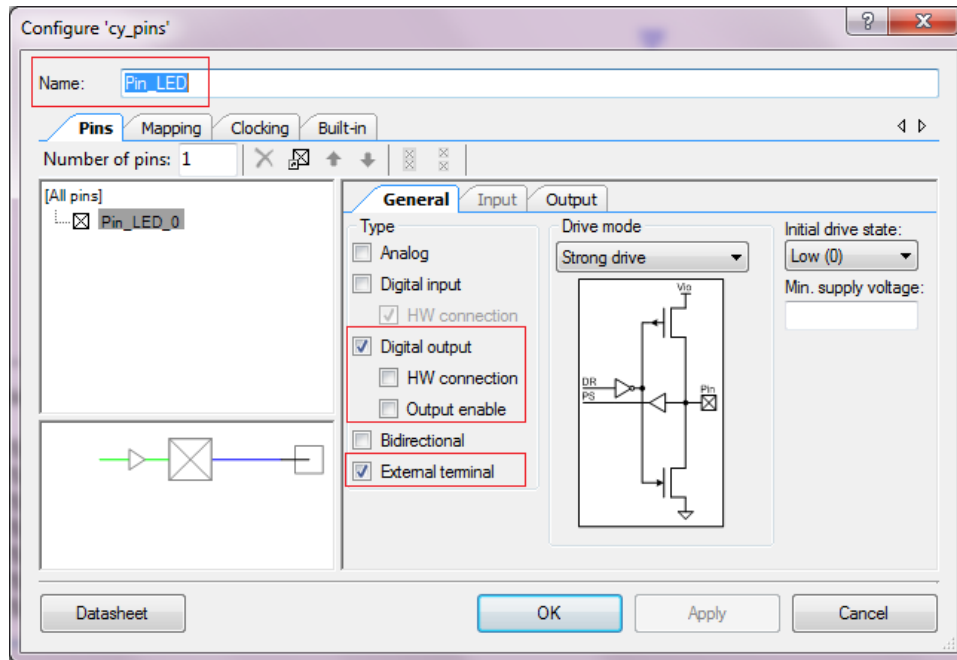 Configure 'cy_pins'
Name: Pin_LED
Pins Mapping Clocking Built-in
Number of pins: 1
[All pins]
Pin_LED_0
General Input Output
Type
Analog
Digital input
HW connection
Digital output
HW connection
Output enable
Bidirectional
External terminal
Drive mode
Strong drive
Vio
DR
PS
Pin
Initial drive state:
Low (0)
Min. supply voltage:
Datasheet OK Apply Cancel